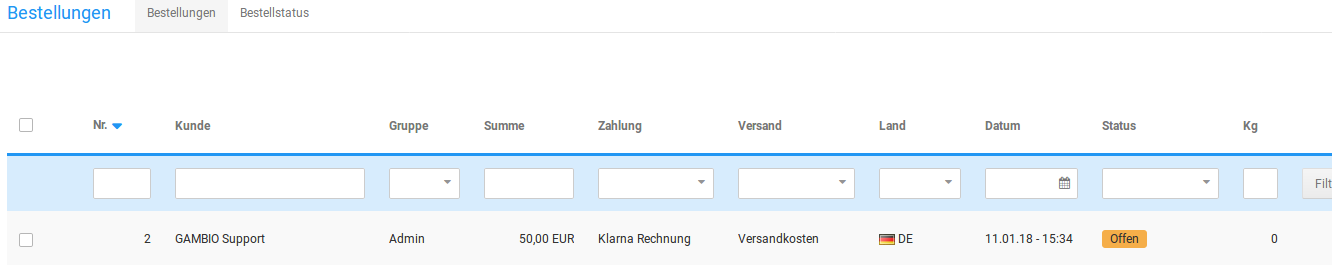 Bestellungen Bestellungen Bestellstatus
Nr. Kunde Gruppe Summe Zahlung Versand Land Datum Status Kg
Filt
2 GAMBIO Support Admin 50,00 EUR Klarna Rechnung Versandkosten DE 11.01.18 - 15:34 Offen 0